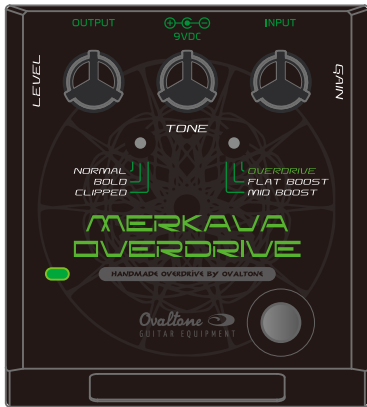 OUTPUT
9VDC
INPUT
LEVEL
GAIN
TONE
NORMAL
BOLD
CLIPPED
OVERDRIVE
FLAT BOOST
MID BOOST
MERKAVA
OVERDRIVE
HANDMADE OVERDRIVE BY OVALTONE
Ovaltone
GUITAR EQUIPMENT